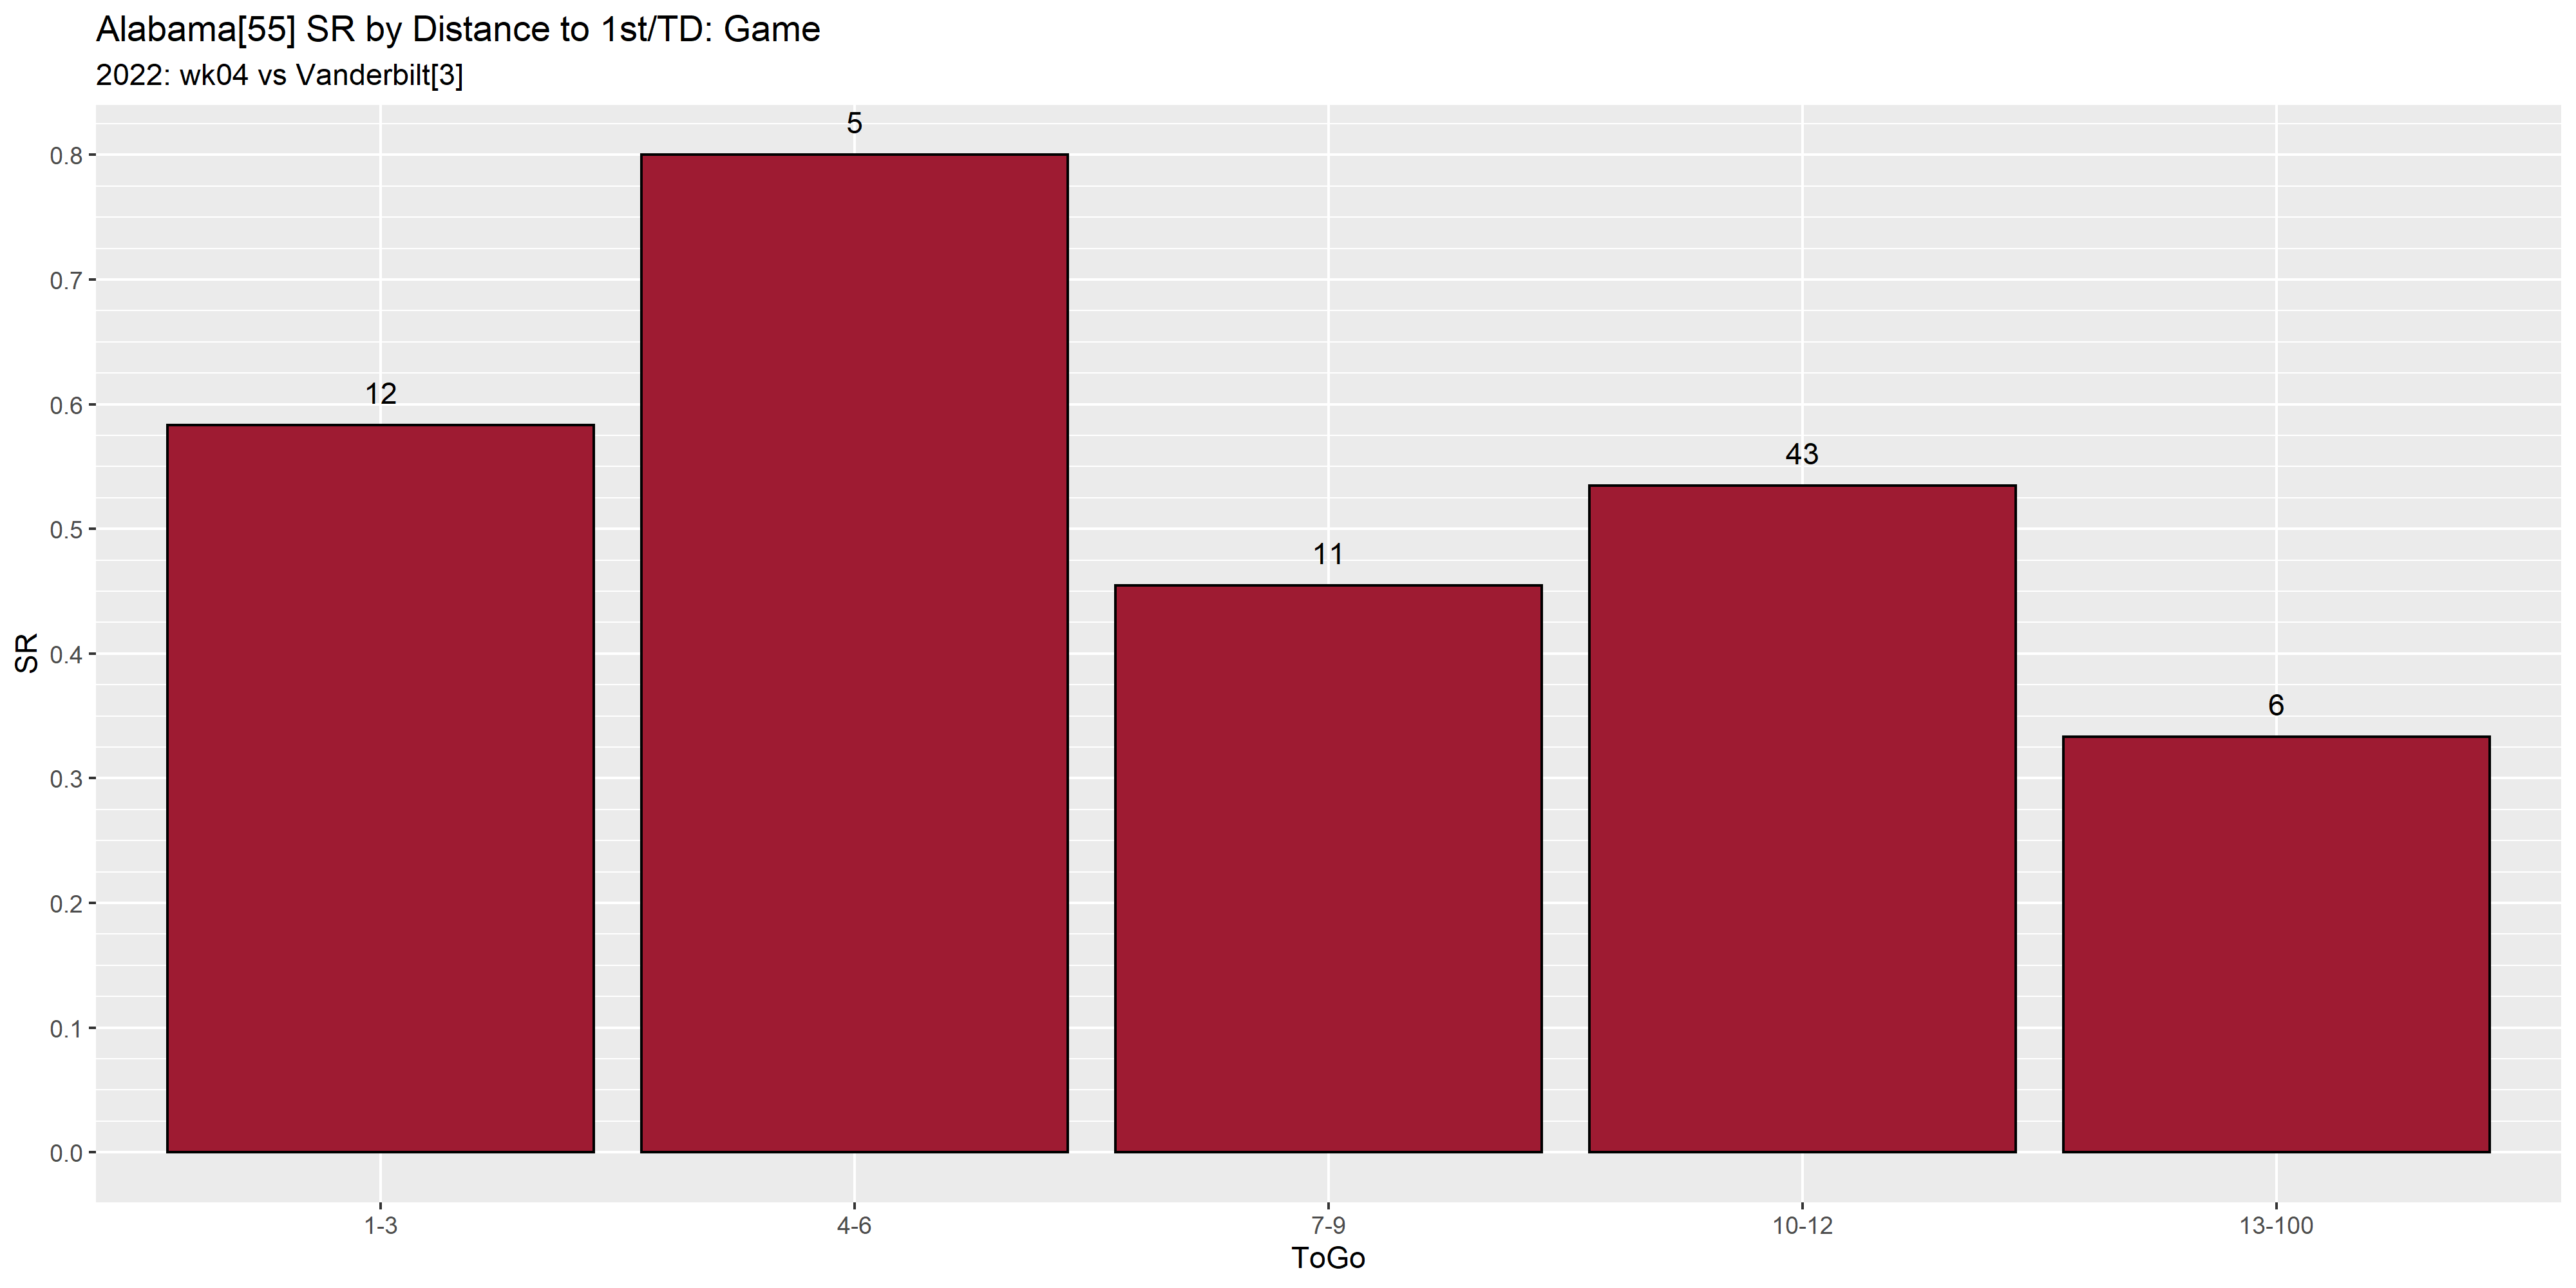 Alabama[55] SR by Distance to 1st/TD: Game
2022: wk04 vs Vanderbilt[3]
5
12
43
11
6
0.8
0.7
0.6
0.5
0.4
0.3
0.2
0.1
0.0
SR
1-3 4-6 7-9 10-12 13-100
ToGo